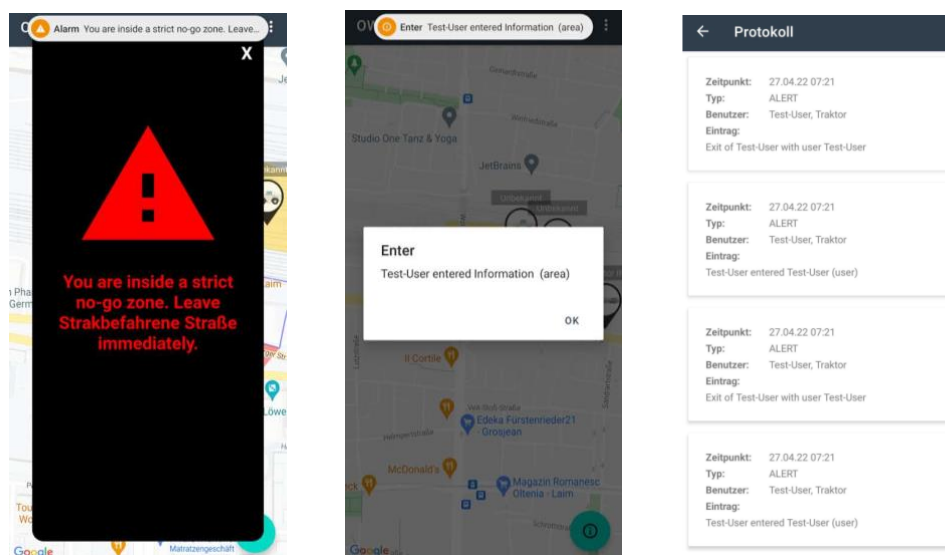 Alarm You are inside a strict no-go zone. Leave...
X
You are inside a strict
no-go zone. Leave
Strakbefahrene Straße
immediately.
Löwe
Matratzengeschäft
Google
Enter Test-User entered Information (area)
Studio One Tanz & Yoga
JetBrains
Unbekannt
Unbekannt
Enter
Test-User entered Information (area)
OK
Il Cortile
Edeka Fürstenrieder21
- Grosjean
McDonald's
Magazin Romanesc
Oltenia - Laim
Google
Protokoll
Zeitpunkt: 27.04.22 07:21
Typ: ALERT
Benutzer: Test-User, Traktor
Eintrag:
Exit of Test-User with user Test-User
Zeitpunkt: 27.04.22 07:21
Typ: ALERT
Benutzer: Test-User, Traktor
Eintrag:
Test-User entered Test-User (user)
Zeitpunkt: 27.04.22 07:21
Typ: ALERT
Benutzer: Test-User, Traktor
Eintrag:
Exit of Test-User with user Test-User
Zeitpunkt: 27.04.22 07:21
Typ: ALERT
Benutzer: Test-User, Traktor
Eintrag:
Test-User entered Test-User (user)